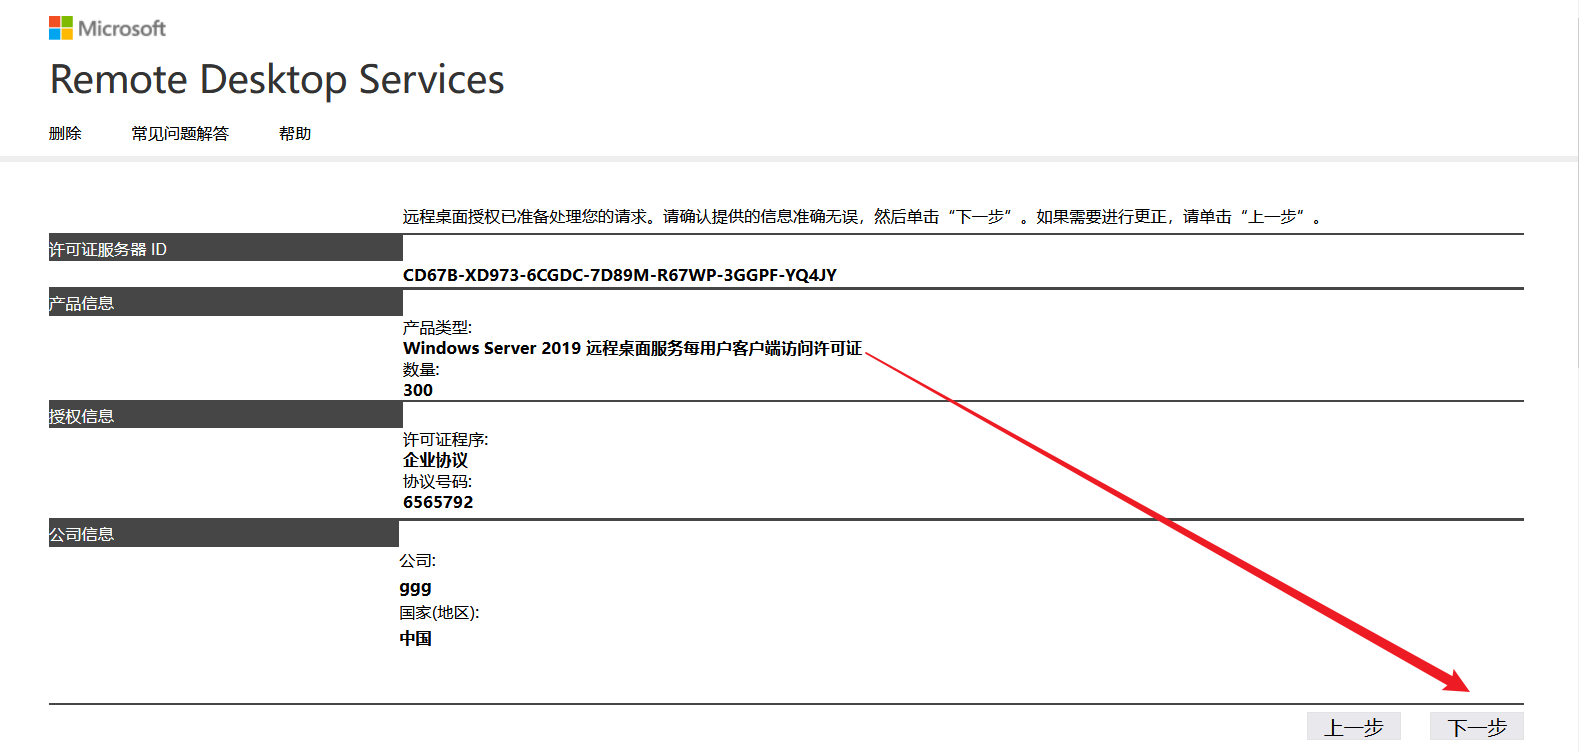 Microsoft
Remote Desktop Services
删除 常见问题解答 帮助
远程桌面授权已准备处理您的请求。请确认提供的信息准确无误，然后单击“下一步”。如果需要进行更正，请单击“上一步”。
许可证服务器 ID
CD67B-XD973-6CGDC-7D89M-R67WP-3GGPF-YQ4JY
产品信息
产品类型:
Windows Server 2019 远程桌面服务每用户客户端访问许可证
数量:
300
授权信息
许可证程序:
企业协议
协议号码:
6565792
公司信息
公司:
ggg
国家(地区):
中国
上一步 下一步